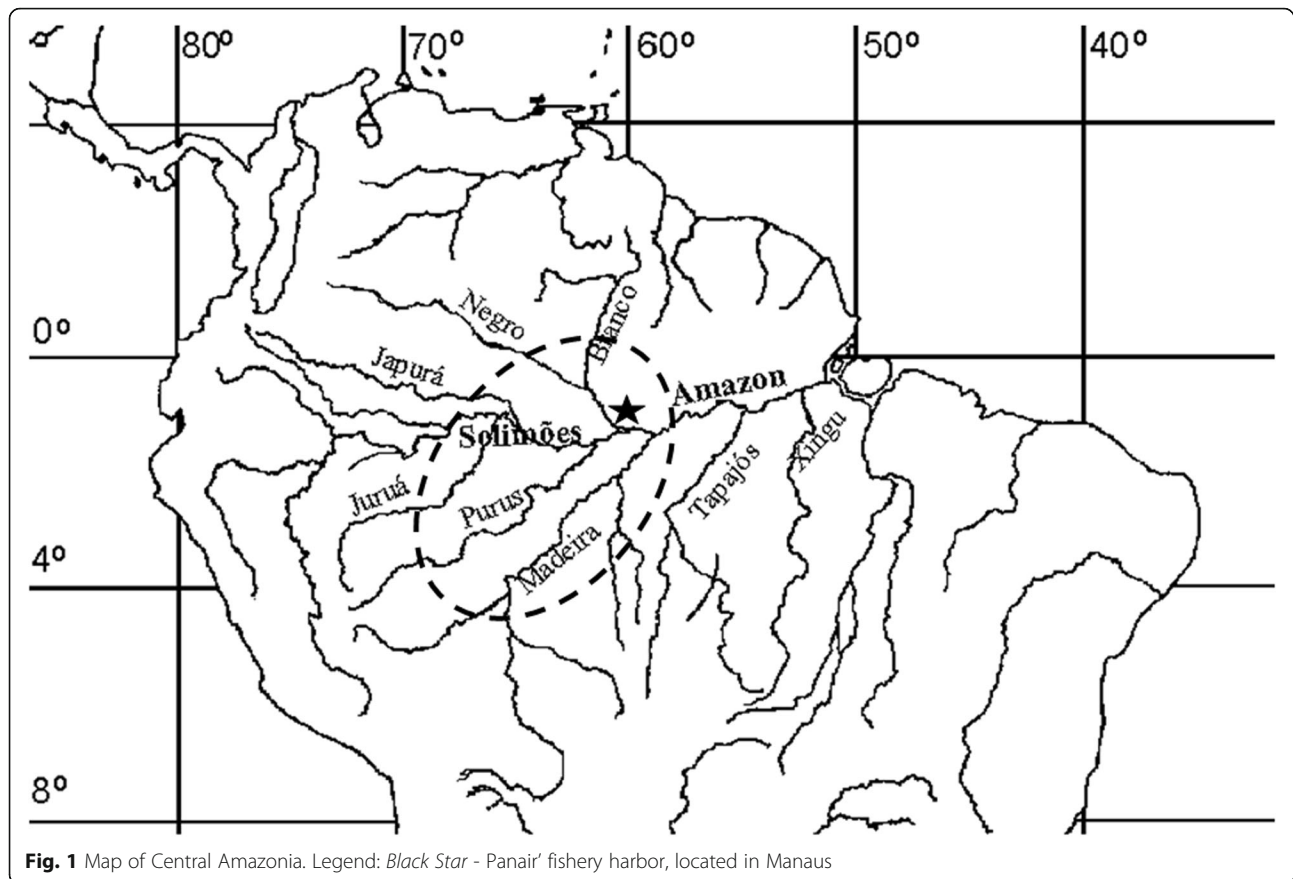 80º 70º 60º 50º 40º
0º
Negro
Branco
Japurá
Amazon
Solimões
Xingu
Tapajós
Juruá
Purus
Madeira
4º
8º
Fig. 1 Map of Central Amazonia. Legend: Black Star - Panair’ fishery harbor, located in Manaus